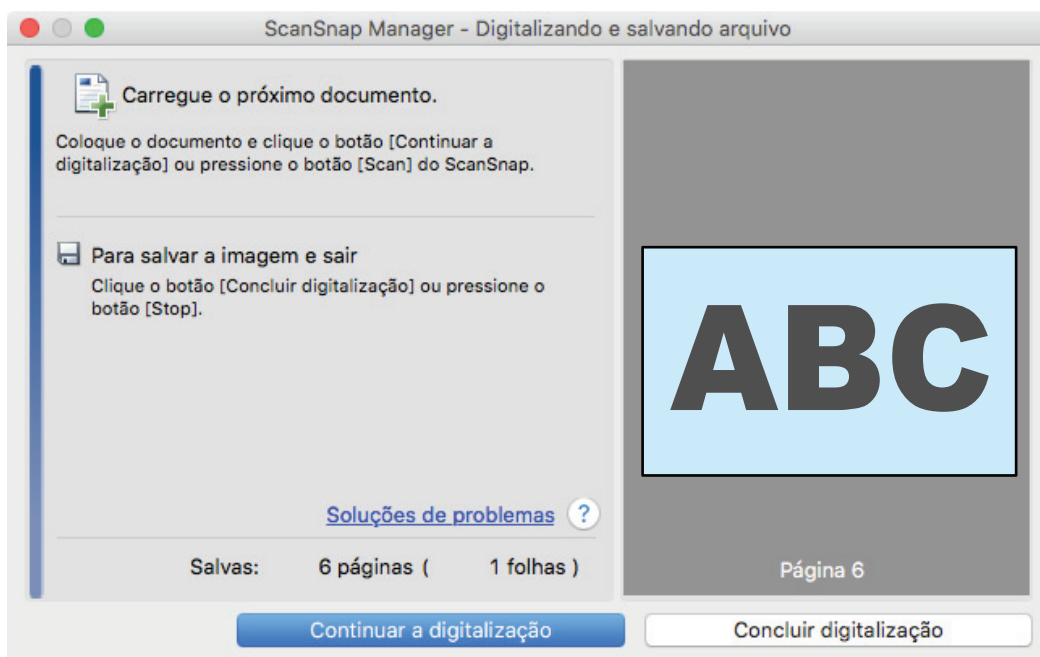 ScanSnap Manager - Digitalizando e salvando arquivo
Carregue o próximo documento.
Coloque o documento e clique o botão [Continuar a
digitalização] ou pressione o botão [Scan] do ScanSnap.
Para salvar a imagem e sair
Clique o botão [Concluir digitalização] ou pressione o
botão [Stop].
ABC
Soluções de problemas ?
Salvas: 6 páginas ( 1 folhas )
Página 6
Continuar a digitalização
Concluir digitalização